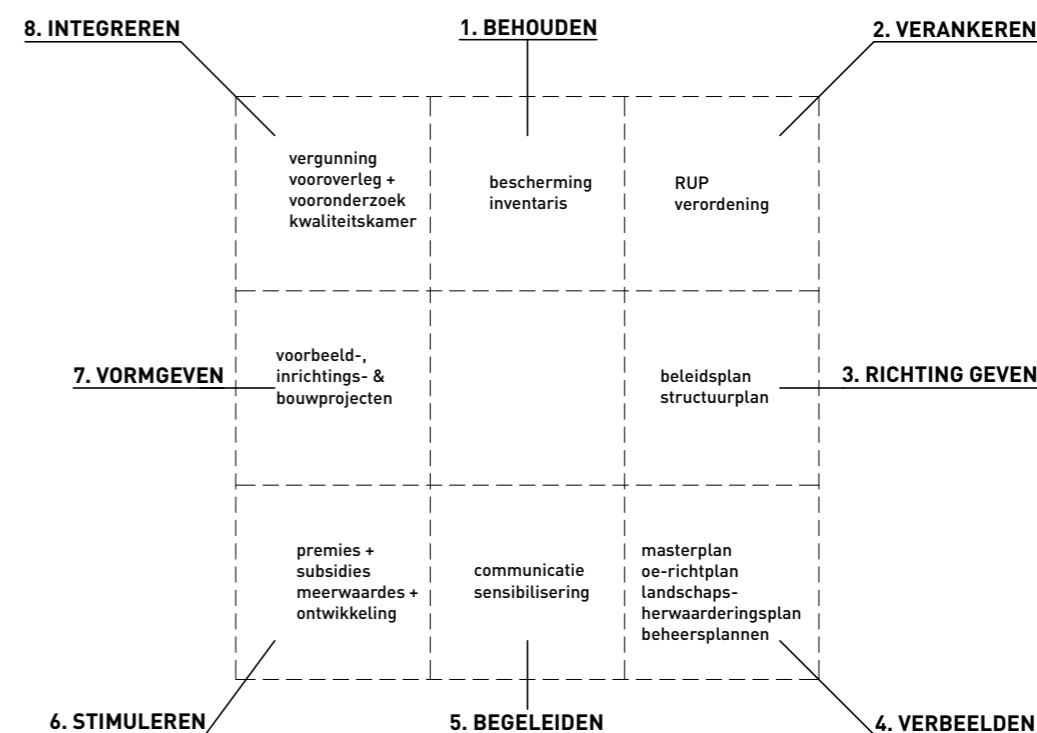 8. INTEGREREN
1. BEHOUDEN
2. VERANKEREN
vergunning
vooroverleg +
vooronderzoek
kwaliteitskamer
bescherming
inventaris
RUP
verordening
7. VORMGEVEN
voorbeeld-,
inrichtings- &
bouwprojecten
beleidsplan
structuurplan
3. RICHTING GEVEN
premies +
subsidies
meerwaardes +
ontwikkeling
communicatie
sensibilisering
masterplan
oe-richtplan
landschaps-
herwaarderingsplan
beheersplannen
6. STIMULEREN
5. BEGELEIDEN
4. VERBEELDEN